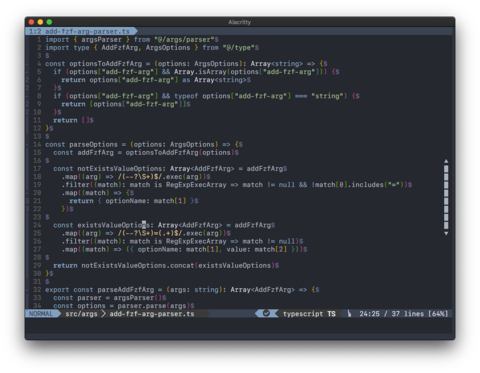 Alacritty
1:2 add-fzf-arg-parser.ts
1 import { argsParser } from "@/args/parser"$
2 import type { AddFzfArg, ArgsOptions } from "@/type"$
3 $
4 const optionsToAddFzfArg = (options: ArgsOptions): Array<string> => {$
5   if (options["add-fzf-arg"] && Array.isArray(options["add-fzf-arg"])) {$
6     return options["add-fzf-arg"] as Array<string>$
7   }$
8   if (options["add-fzf-arg"] && typeof options["add-fzf-arg"] === "string") {$
9     return [options["add-fzf-arg"]]$
10   }$
11   return []$
12 }$
13 $
14 const parseOptions = (options: ArgsOptions) => {$
15   const addFzfArg = optionsToAddFzfArg(options)$
16 $
17   const notExistsValueOptions: Array<AddFzfArg> = addFzfArg$
18     .map((arg) => /(--?\S+)$/.exec(arg))$
19     .filter((match): match is RegExpExecArray => match != null && !match[0].includes("="))$
20     .map((match) => {$
21       return { optionName: match[1] }$
22     })$
23 $
24   const existsValueOptions: Array<AddFzfArg> = addFzfArg$
25     .map((arg) => /(--?\S+)=(.+)$/.exec(arg))$
26     .filter((match): match is RegExpExecArray => match != null)$
27     .map((match) => ({ optionName: match[1], value: match[2] }))$
28 $
29   return notExistsValueOptions.concat(existsValueOptions)$
30 }$
31 $
32 export const parseAddFzfArg = (args: string): Array<AddFzfArg> => {$
33   const parser = argsParser()$
34   const options = parser.parse(args)$
NORMAL src/args add-fzf-arg-parser.ts typescript TS 24:25 / 37 lines [64%]